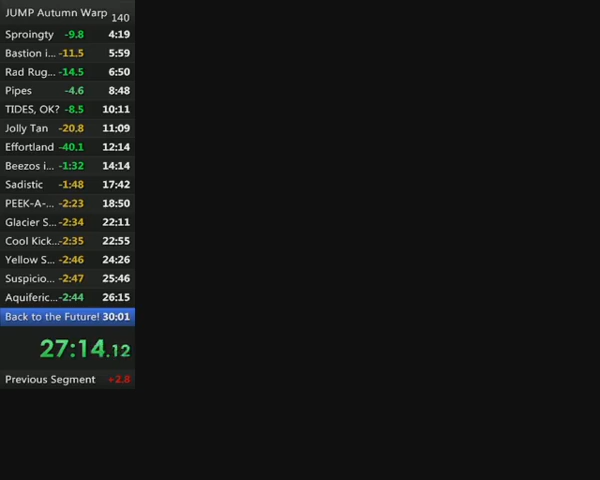 JUMP Autumn Warp 140
Sproingty -9.8 4:19
Bastion i... -11.5 5:59
Rad Rug... -14.5 6:50
Pipes -4.6 8:48
TIDES, OK? -8.5 10:11
Jolly Tan -20.8 11:09
Effortland -40.1 12:14
Beezos i... -1:32 14:14
Sadistic -1:48 17:42
PEEK-A-... -2:23 18:50
Glacier S... -2:34 22:11
Cool Kick... -2:35 22:55
Yellow S... -2:46 24:26
Suspicio... -2:47 25:46
Aquiferic... -2:44 26:15
Back to the Future! 30:01
27:14.12
Previous Segment +2.8